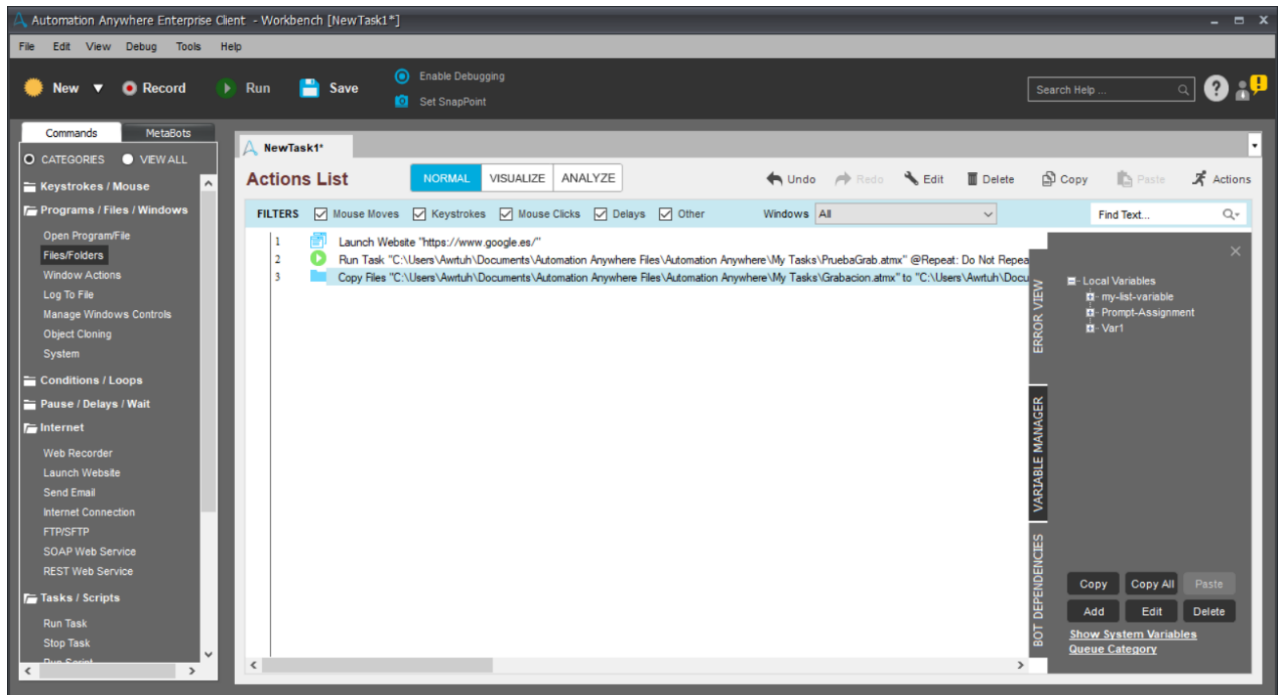 Automation Anywhere Enterprise Client - Workbench [NewTask1*]
File Edit View Debug Tools Help
New Record Run Save
Enable Debugging
Set SnapPoint
Search Help ...
Commands MetaBots
CATEGORIES VIEW ALL
Keystrokes / Mouse
Programs / Files / Windows
Open Program/File
Files/Folders
Window Actions
Log To File
Manage Windows Controls
Object Cloning
System
Conditions / Loops
Pause / Delays / Wait
Internet
Web Recorder
Launch Website
Send Email
Internet Connection
FTP/SFTP
SOAP Web Service
REST Web Service
Tasks / Scripts
Run Task
Stop Task
Run Script
NewTask1*
Actions List NORMAL VISUALIZE ANALYZE Undo Redo Edit Delete Copy Paste Actions
FILTERS Mouse Moves Keystrokes Mouse Clicks Delays Other Windows All Find Text...
1 Launch Website "https://www.google.es/"
2 Run Task "C:\Users\Awrtuh\Documents\Automation Anywhere Files\Automation Anywhere\My Tasks\PruebaGrab.atmx" @Repeat: Do Not Repea
3 Copy Files "C:\Users\Awrtuh\Documents\Automation Anywhere Files\Automation Anywhere\My Tasks\Grabacion.atmx" to "C:\Users\Awrtuh\Docu
ERROR VIEW
VARIABLE MANAGER
BOT DEPENDENCIES
Local Variables
my-list-variable
Prompt-Assignment
Var1
Copy Copy All Paste
Add Edit Delete
Show System Variables
Queue Category